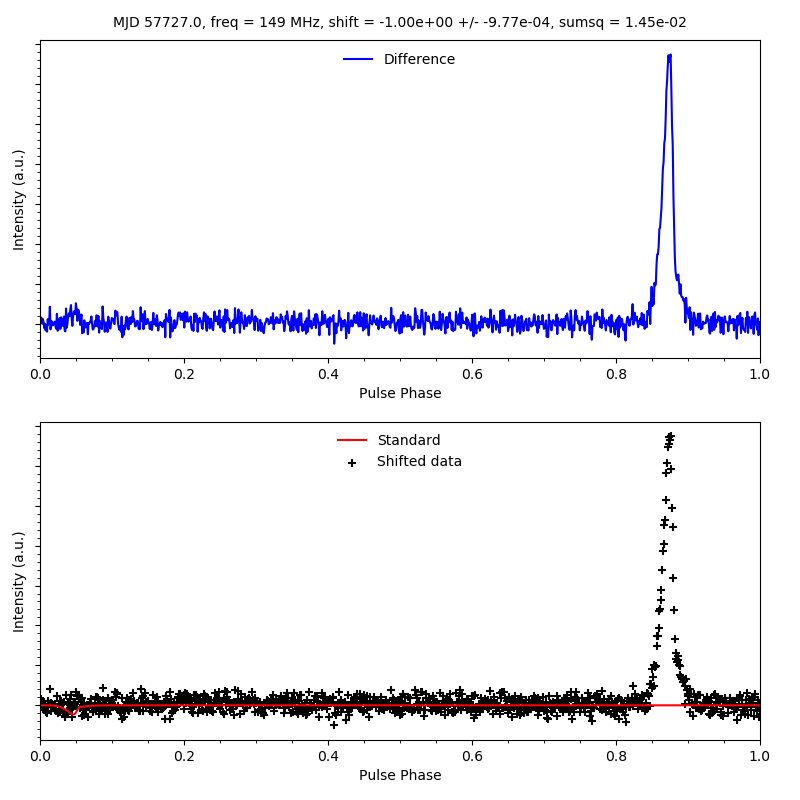 MJD 57727.0, freq = 149 MHz, shift = -1.00e+00 +/- -9.77e-04, sumsq = 1.45e-02
Difference
Intensity (a.u.)
0.0 0.2 0.4 0.6 0.8 1.0
Pulse Phase
Standard
Shifted data
Intensity (a.u.)
0.0 0.2 0.4 0.6 0.8 1.0
Pulse Phase